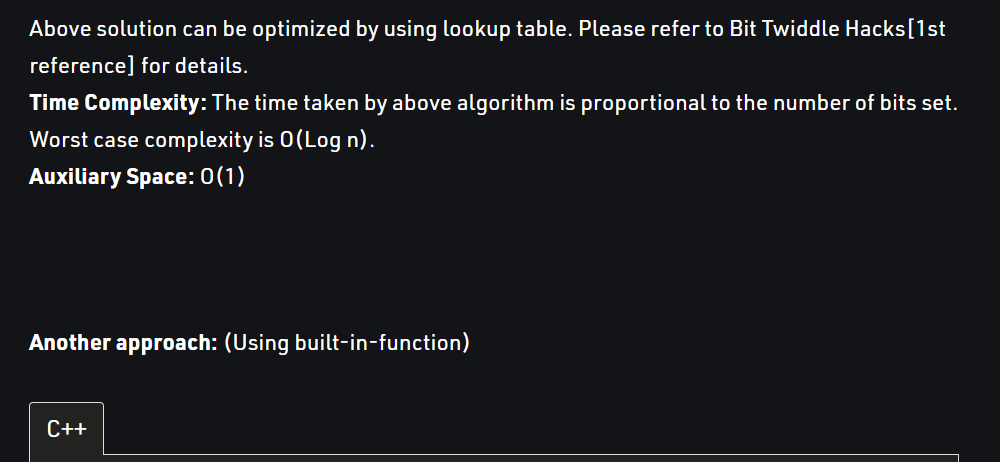 Above solution can be optimized by using lookup table. Please refer to Bit Twiddle Hacks[1st
reference] for details.
Time Complexity: The time taken by above algorithm is proportional to the number of bits set.
Worst case complexity is O(Log n).
Auxiliary Space: O(1)
Another approach: (Using built-in-function)
C++